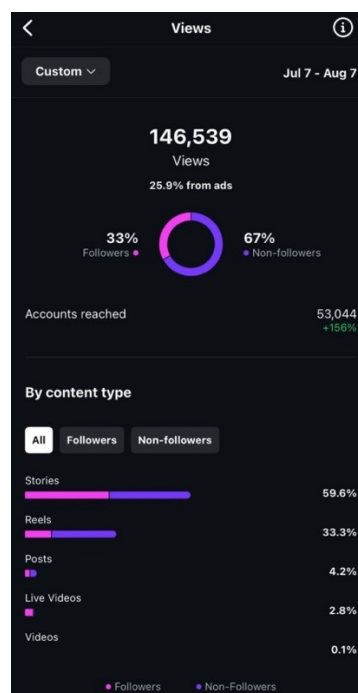 Views
Custom
Jul 7 - Aug 7
146,539
Views
25.9% from ads
33%
Followers
67%
Non-followers
Accounts reached
53,044
+156%
By content type
All
Followers
Non-followers
Stories
59.6%
Reels
33.3%
Posts
4.2%
Live Videos
2.8%
Videos
0.1%
Followers
Non-Followers